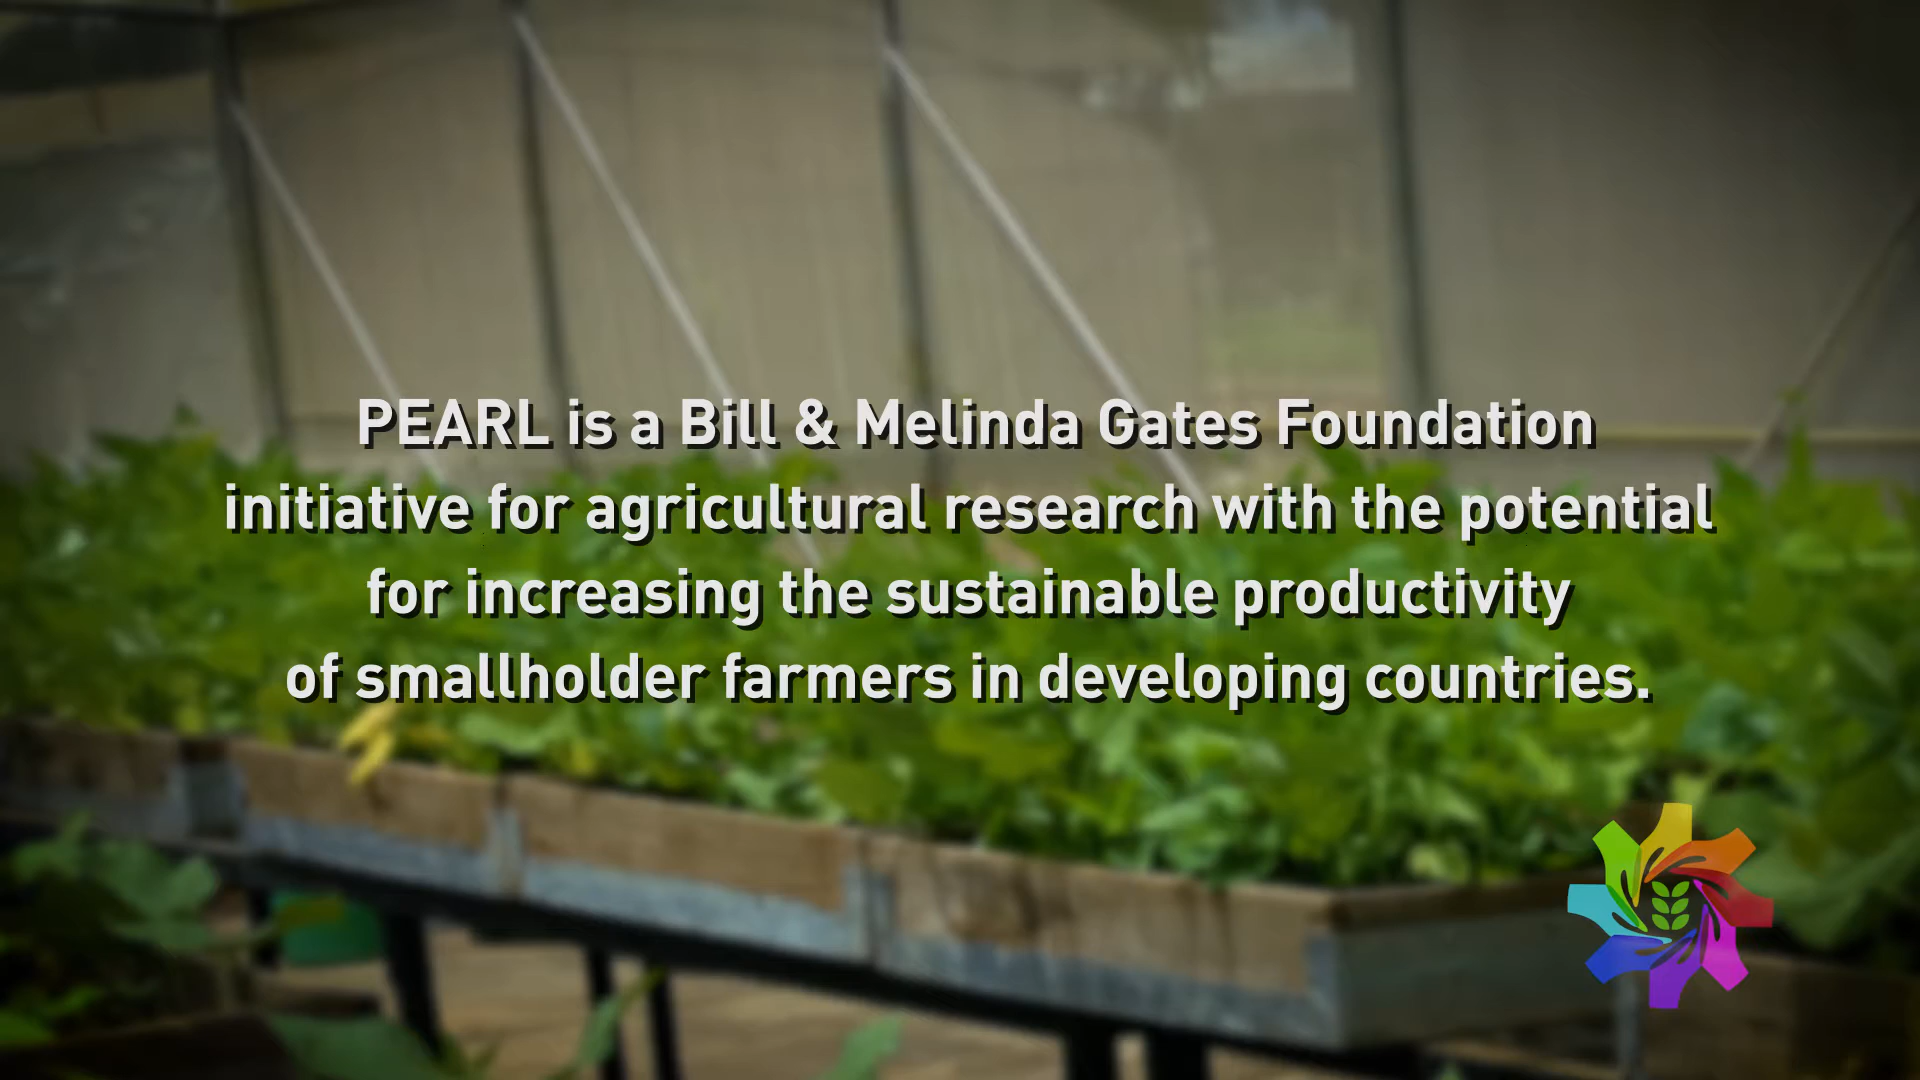 PEARL is a Bill & Melinda Gates Foundation
initiative for agricultural research with the potential
for increasing the sustainable productivity
of smallholder farmers in developing countries.